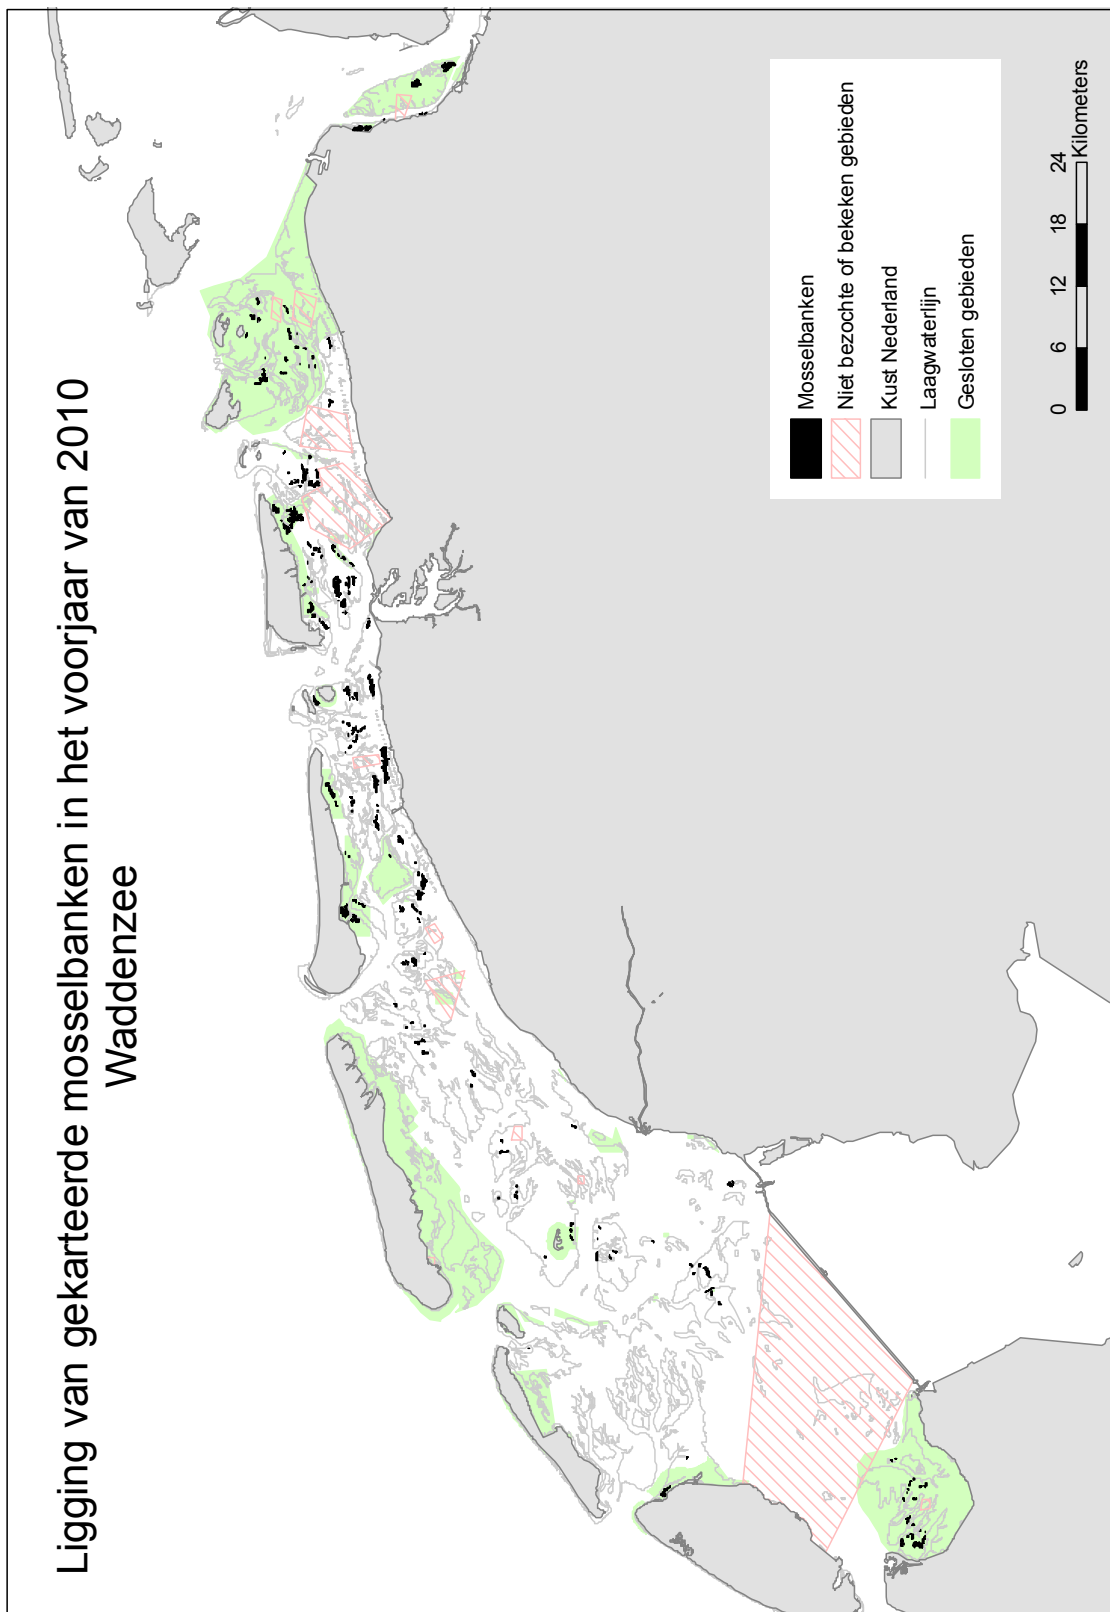 Ligging van gekarteerde mosselbanken in het voorjaar van 2010
Waddenzee
Mosselbanken
Niet bezochte of bekeken gebieden
Kust Nederland
Laagwaterlijn
Gesloten gebieden
0 6 12 18 24
Kilometers